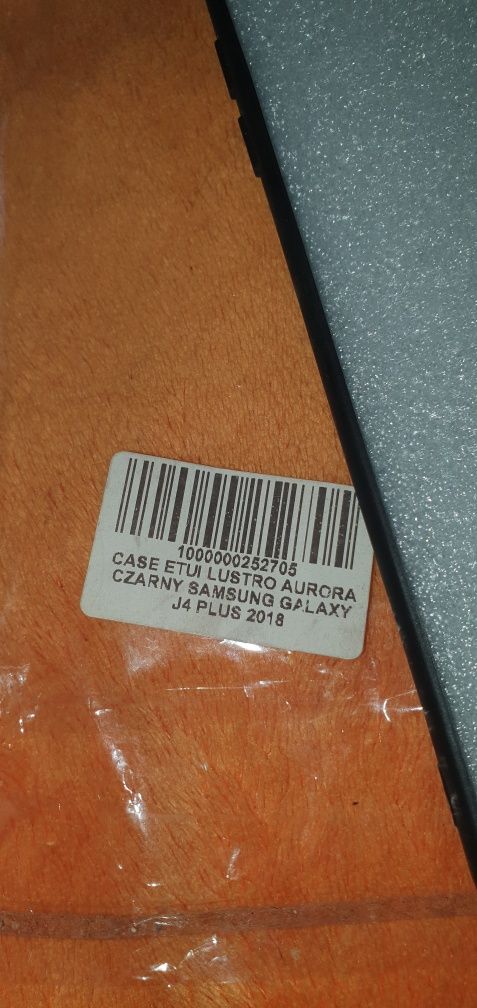 1000000252705
CASE ETUI LUSTRO AURORA
CZARNY SAMSUNG GALAXY
J4 PLUS 2018